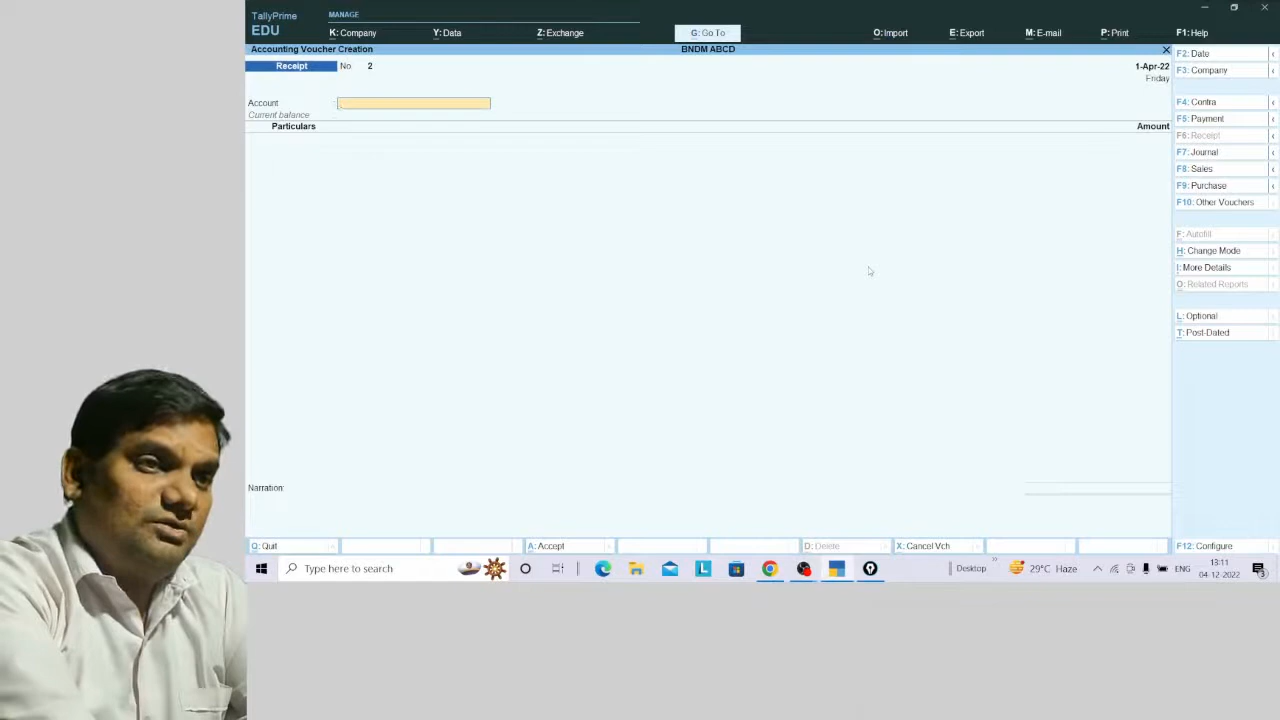 TallyPrime
EDU
MANAGE
K: Company
Y: Data
Z: Exchange
G: Go To
O: Import
E: Export
M: E-mail
P: Print
F1: Help
Accounting Voucher Creation
BNDM ABCD
Receipt
No. 2
1-Apr-22
Friday
Account :
Current balance :
Particulars
Amount
Narration:
F2: Date
F3: Company
F4: Contra
F5: Payment
F6: Receipt
F7: Journal
F8: Sales
F9: Purchase
F10: Other Vouchers
F: Autofill
H: Change Mode
I: More Details
O: Related Reports
L: Optional
T: Post-Dated
Q: Quit
A: Accept
D: Delete
X: Cancel Vch
F12: Configure
Type here to search
Desktop
29°C Haze
ENG
13:11
04-12-2022
3